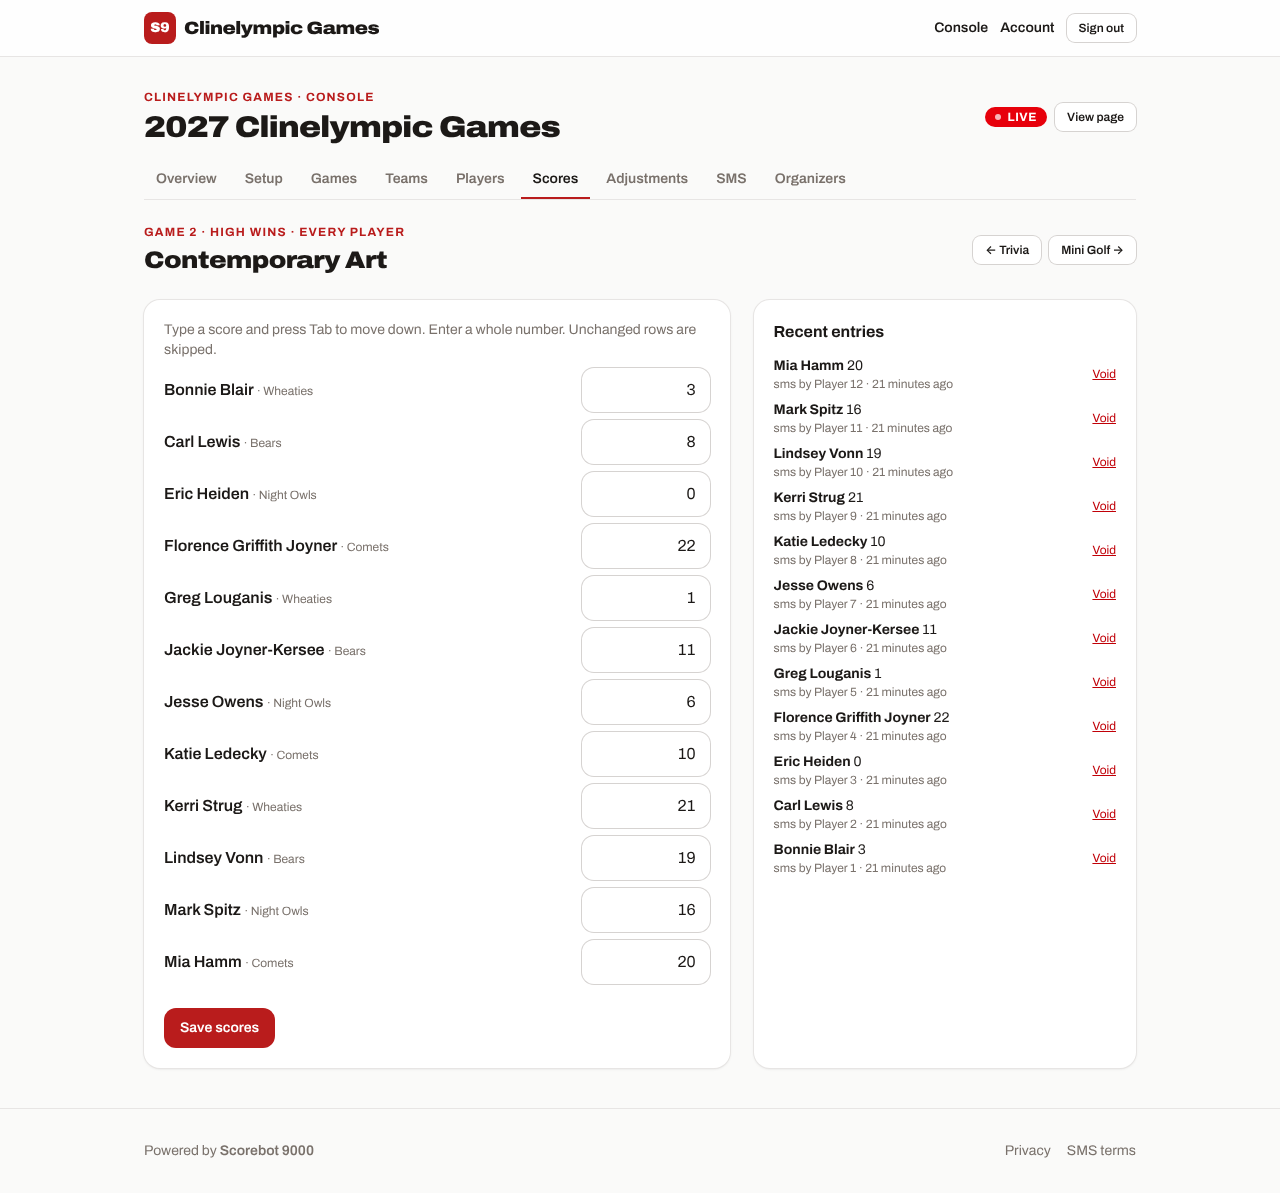 S9 Clinelympic Games
Console Account Sign out
CLINELYMPIC GAMES · CONSOLE
2027 Clinelympic Games
LIVE View page
Overview Setup Games Teams Players Scores Adjustments SMS Organizers
GAME 2 · HIGH WINS · EVERY PLAYER
Contemporary Art
← Trivia Mini Golf →
Type a score and press Tab to move down. Enter a whole number. Unchanged rows are
skipped.
Bonnie Blair · Wheaties 3
Carl Lewis · Bears 8
Eric Heiden · Night Owls 0
Florence Griffith Joyner · Comets 22
Greg Louganis · Wheaties 1
Jackie Joyner-Kersee · Bears 11
Jesse Owens · Night Owls 6
Katie Ledecky · Comets 10
Kerri Strug · Wheaties 21
Lindsey Vonn · Bears 19
Mark Spitz · Night Owls 16
Mia Hamm · Comets 20
Save scores
Recent entries
Mia Hamm 20
sms by Player 12 · 21 minutes ago
Void
Mark Spitz 16
sms by Player 11 · 21 minutes ago
Void
Lindsey Vonn 19
sms by Player 10 · 21 minutes ago
Void
Kerri Strug 21
sms by Player 9 · 21 minutes ago
Void
Katie Ledecky 10
sms by Player 8 · 21 minutes ago
Void
Jesse Owens 6
sms by Player 7 · 21 minutes ago
Void
Jackie Joyner-Kersee 11
sms by Player 6 · 21 minutes ago
Void
Greg Louganis 1
sms by Player 5 · 21 minutes ago
Void
Florence Griffith Joyner 22
sms by Player 4 · 21 minutes ago
Void
Eric Heiden 0
sms by Player 3 · 21 minutes ago
Void
Carl Lewis 8
sms by Player 2 · 21 minutes ago
Void
Bonnie Blair 3
sms by Player 1 · 21 minutes ago
Void
Powered by Scorebot 9000
Privacy SMS terms